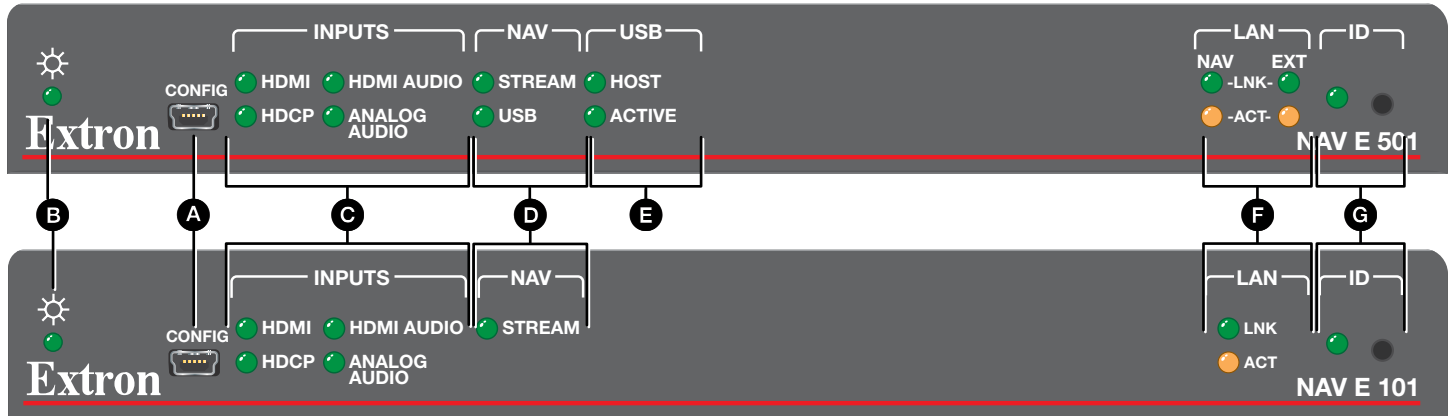 INPUTS NAV USB LAN ID
NAV EXT
CONFIG HDMI HDMI AUDIO STREAM HOST -LNK-
HDCP ANALOG AUDIO USB ACTIVE -ACT-
Extron NAV E 501
B A C D E F G
INPUTS NAV LAN ID
CONFIG HDMI HDMI AUDIO STREAM LNK
HDCP ANALOG AUDIO ACT
Extron NAV E 101